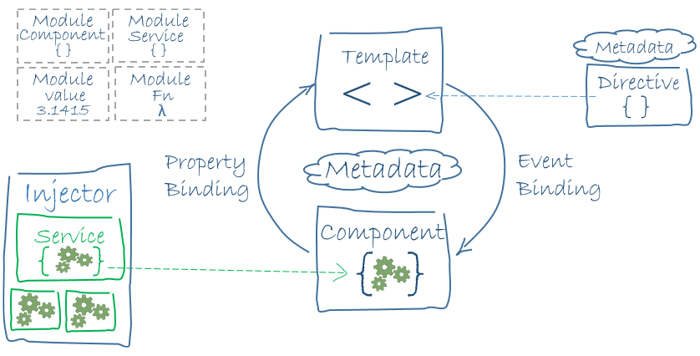 Module
Component
{ }
Module
Service
{ }
Module
value
3.1415
Module
Fn
λ
Template
< >
Metadata
Directive
{ }
Property
Binding
Metadata
Event
Binding
Injector
Service
{ }
Component
{ }